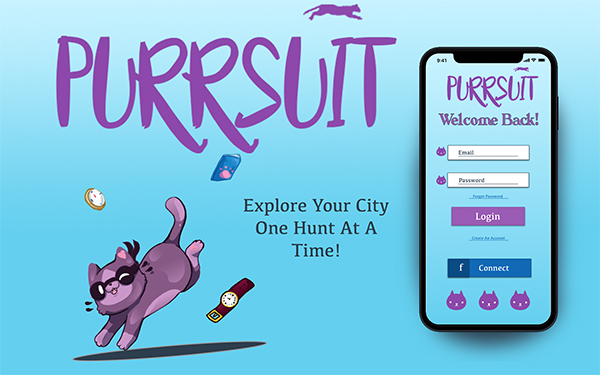 PURRSUIT
Explore Your City
One Hunt At A
Time!
9:41
PURRSUIT
Welcome Back!
Email
Password
Forgot Password
Login
Create An Account
f Connect